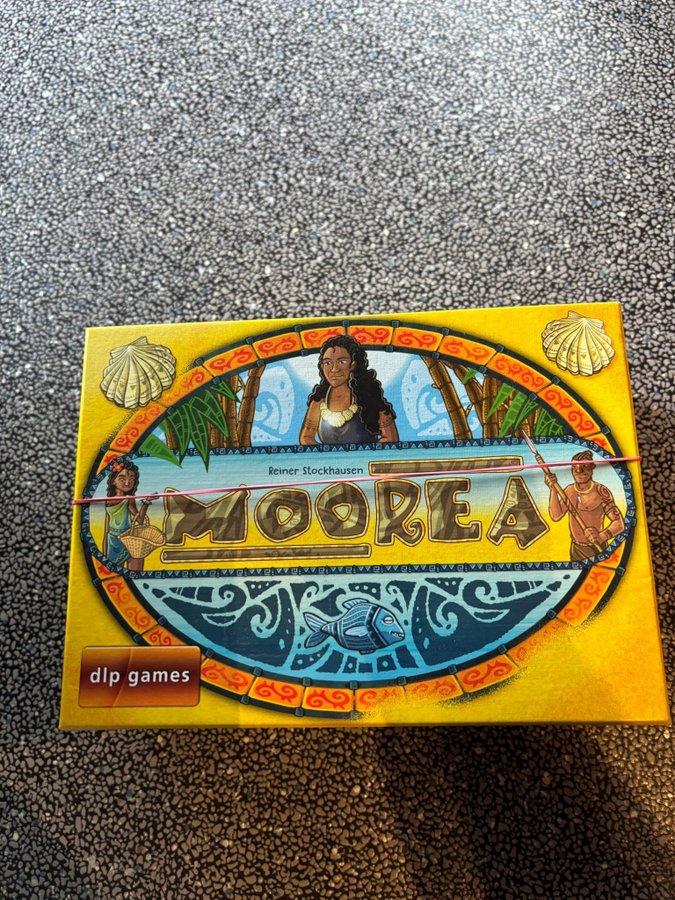 Reiner Stockhausen
MOOREA
dlp games